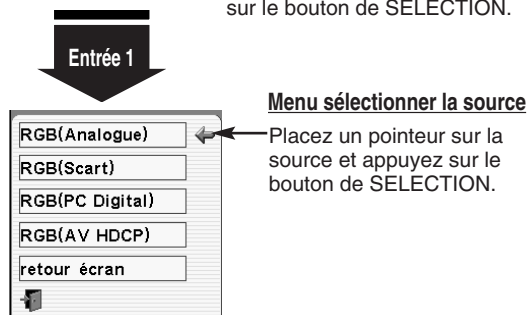 sur le bouton de SELECTION.
Entrée 1
Menu sélectionner la source
RGB(Analogue)
Placez un pointeur sur la
source et appuyez sur le
bouton de SELECTION.
RGB(Scart)
RGB(PC Digital)
RGB(AV HDCP)
retour écran